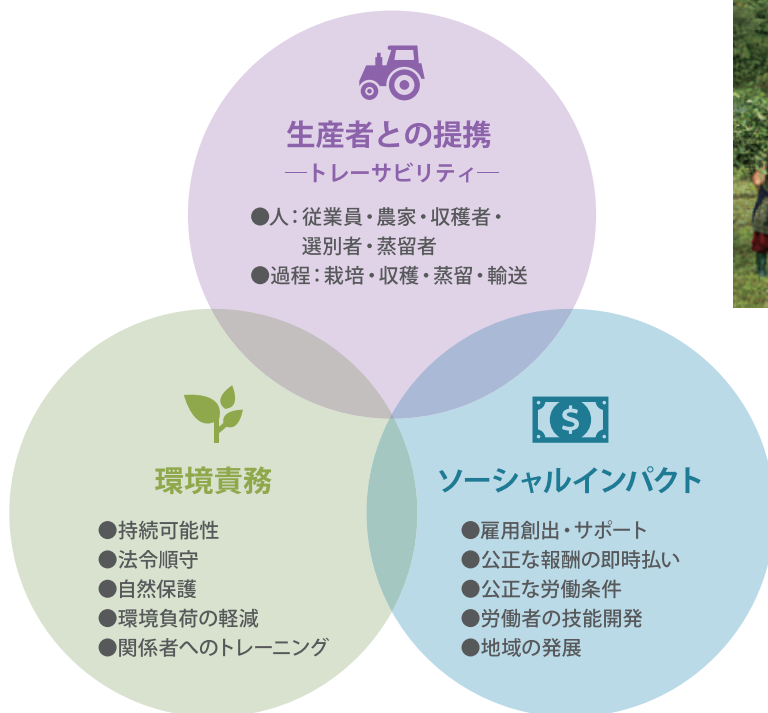 生産者との提携
―トレーサビリティ―
●人：従業員・農家・収穫者・
選別者・蒸留者
●過程：栽培・収穫・蒸留・輸送
環境責務
●持続可能性
●法令順守
●自然保護
●環境負荷の軽減
●関係者へのトレーニング
$
ソーシャルインパクト
●雇用創出・サポート
●公正な報酬の即時払い
●公正な労働条件
●労働者の技能開発
●地域の発展